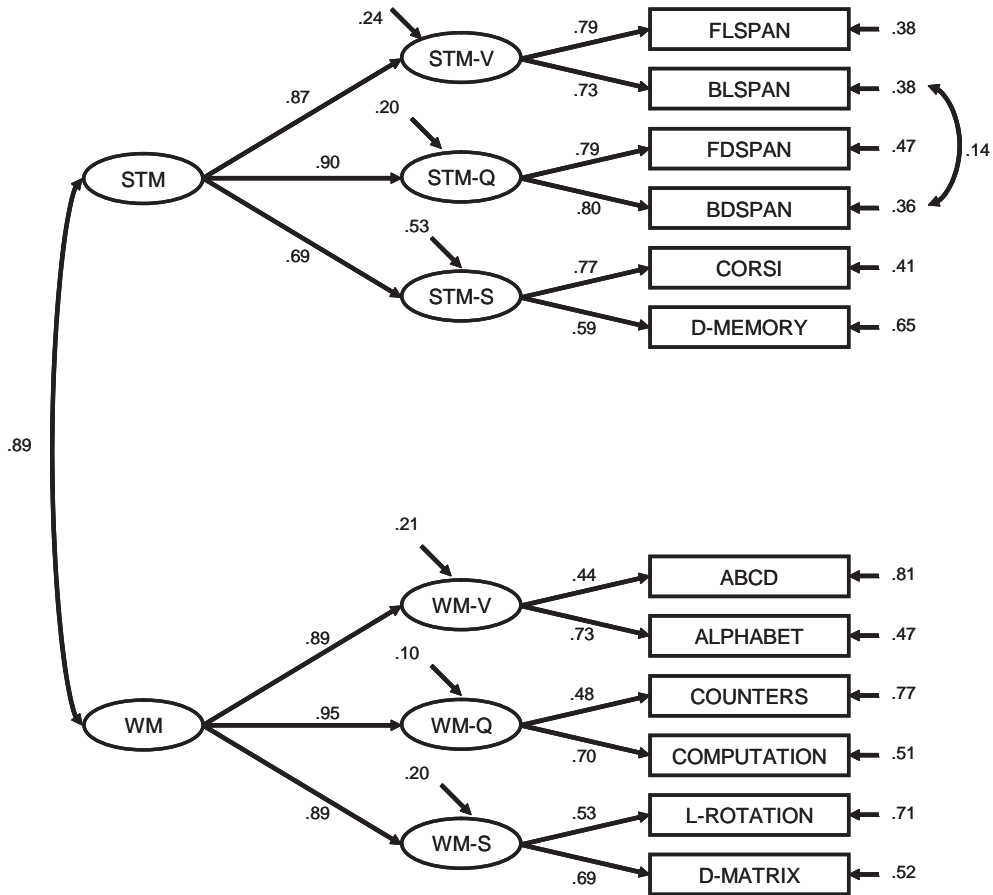 .24
STM-V
.79
FLSPAN
.38
.73
BLSPAN
.38
.87
.20
.14
STM
.90
STM-Q
.79
FDSPAN
.47
.80
BDSPAN
.36
.69
.53
STM-S
.77
CORSI
.41
.59
D-MEMORY
.65
.89
.21
WM-V
.44
ABCD
.81
.73
ALPHABET
.47
.89
.10
WM
.95
WM-Q
.48
COUNTERS
.77
.70
COMPUTATION
.51
.89
.20
WM-S
.53
L-ROTATION
.71
.69
D-MATRIX
.52